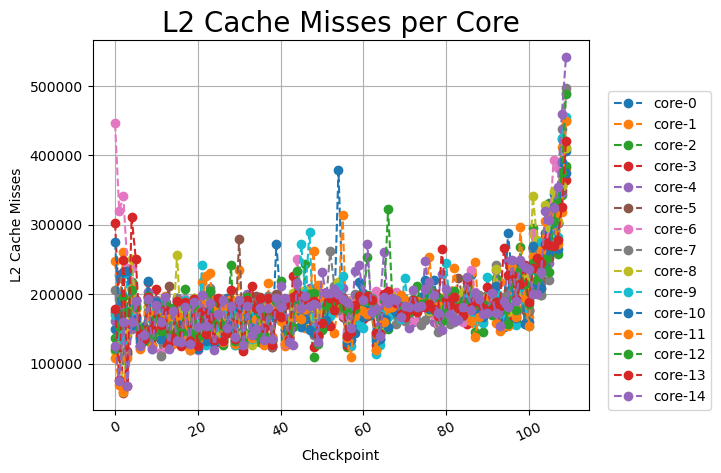 L2 Cache Misses per Core
L2 Cache Misses
500000
400000
300000
200000
100000
0
20
40
60
80
100
Checkpoint
core-0
core-1
core-2
core-3
core-4
core-5
core-6
core-7
core-8
core-9
core-10
core-11
core-12
core-13
core-14